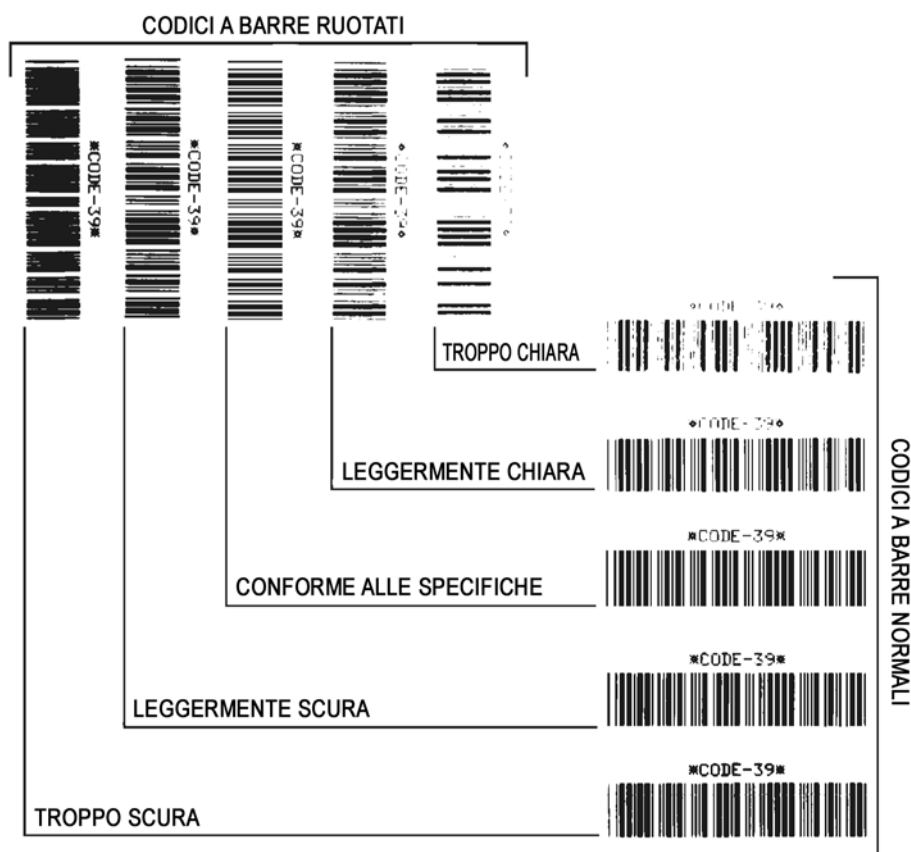 CODICI A BARRE RUOTATI
*CODE-39*
*CODE-39*
*CODE-39*
TROPPO CHIARA
LEGGERMENTE CHIARA
CONFORME ALLE SPECIFICHE
*CODE-39*
LEGGERMENTE SCURA
*CODE-39*
TROPPO SCURA
*CODE-39*
CODICI A BARRE NORMALI